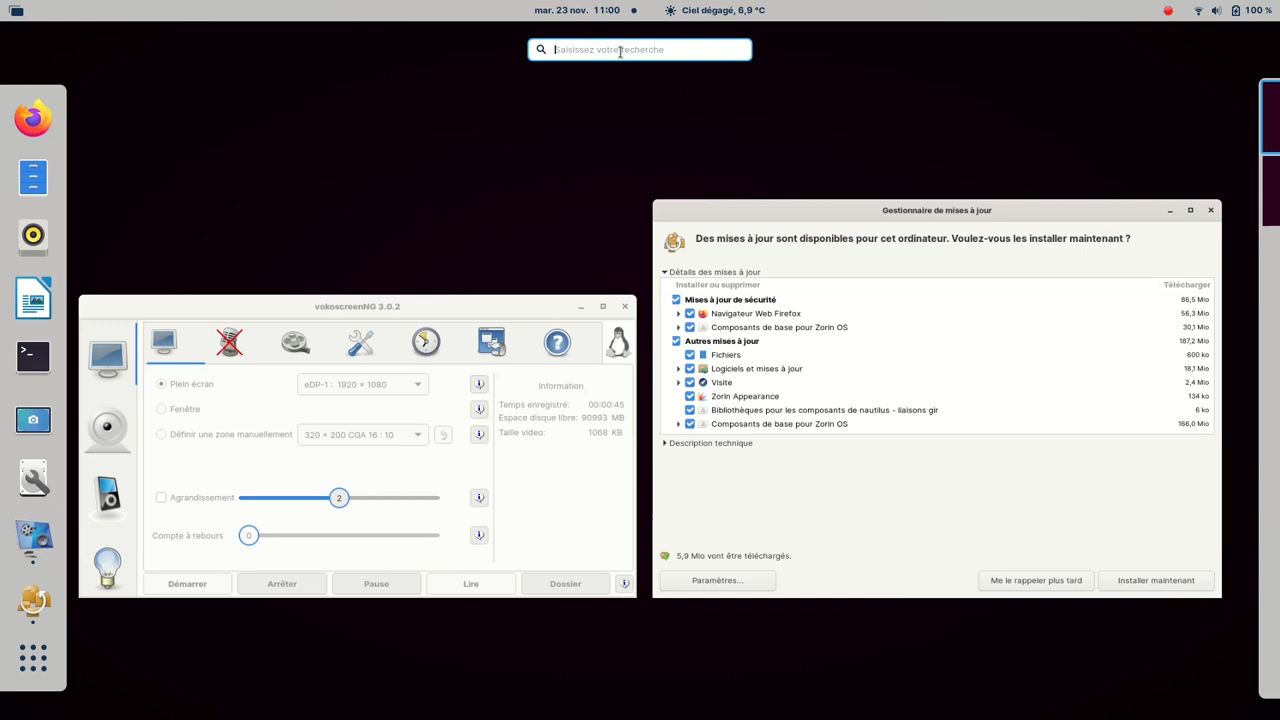 mar. 23 nov. 11:00
Ciel dégagé, 6,9 °C
100 %
Saisissez votre recherche
vokoscreenNG 3.0.2
Plein écran
eDP-1 : 1920 × 1080
Fenêtre
Définir une zone manuellement
320 × 200 CGA 16 : 10
Agrandissement
2
Compte à rebours
0
Information
Temps enregistré: 00:00:45
Espace disque libre: 90993 MB
Taille video: 1068 KB
Démarrer
Arrêter
Pause
Lire
Dossier
Gestionnaire de mises à jour
Des mises à jour sont disponibles pour cet ordinateur. Voulez-vous les installer maintenant ?
Détails des mises à jour
Installer ou supprimer Télécharger
Mises à jour de sécurité 86,5 Mio
Navigateur Web Firefox 56,3 Mio
Composants de base pour Zorin OS 30,1 Mio
Autres mises à jour 187,2 Mio
Fichiers 600 ko
Logiciels et mises à jour 18,1 Mio
Visite 2,4 Mio
Zorin Appearance 134 ko
Bibliothèques pour les composants de nautilus - liaisons gir 6 ko
Composants de base pour Zorin OS 166,0 Mio
Description technique
5,9 Mio vont être téléchargés.
Paramètres...
Me le rappeler plus tard
Installer maintenant